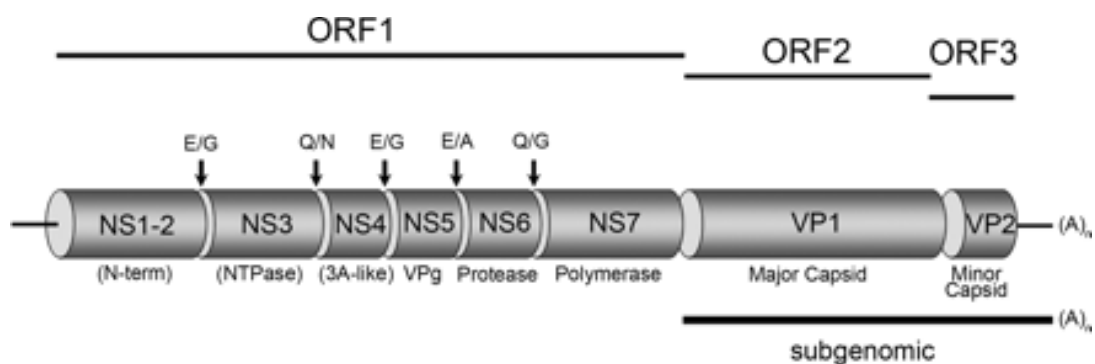 ORF1
ORF2
ORF3
E/G Q/N E/G E/A Q/G
NS1-2 NS3 NS4 NS5 NS6 NS7 VP1 VP2 (A)n
(N-term) (NTPase) (3A-like) VPg Protease Polymerase Major Capsid Minor
Capsid
(A)n
subgenomic